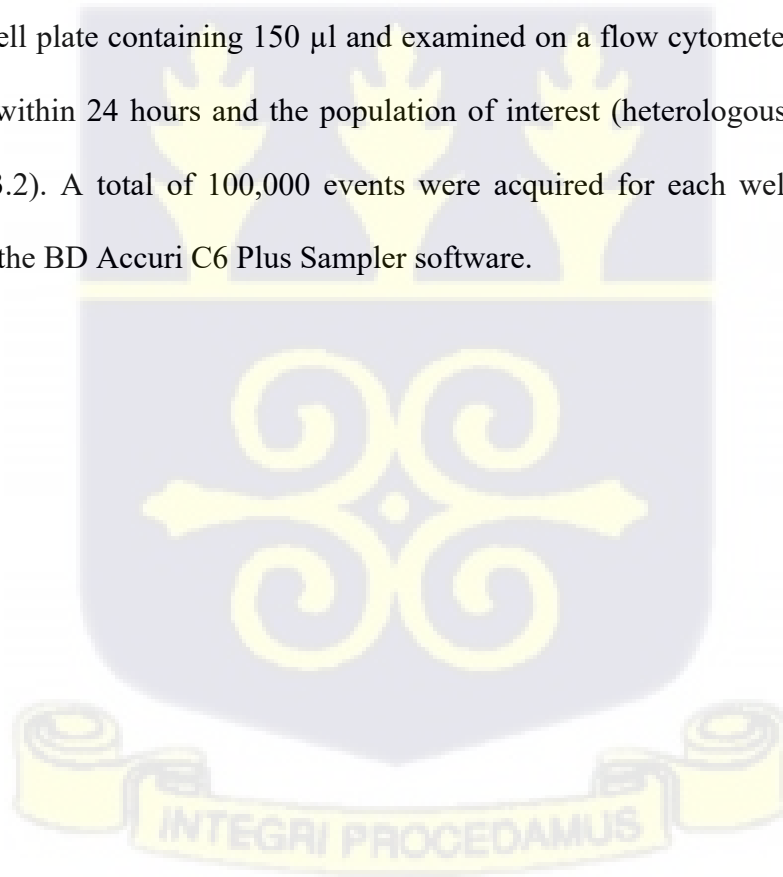 ell plate containing 150 µl and examined on a flow cytomete
within 24 hours and the population of interest (heterologous
3.2). A total of 100,000 events were acquired for each wel
the BD Accuri C6 Plus Sampler software.
INTEGRI PROCEDAMUS